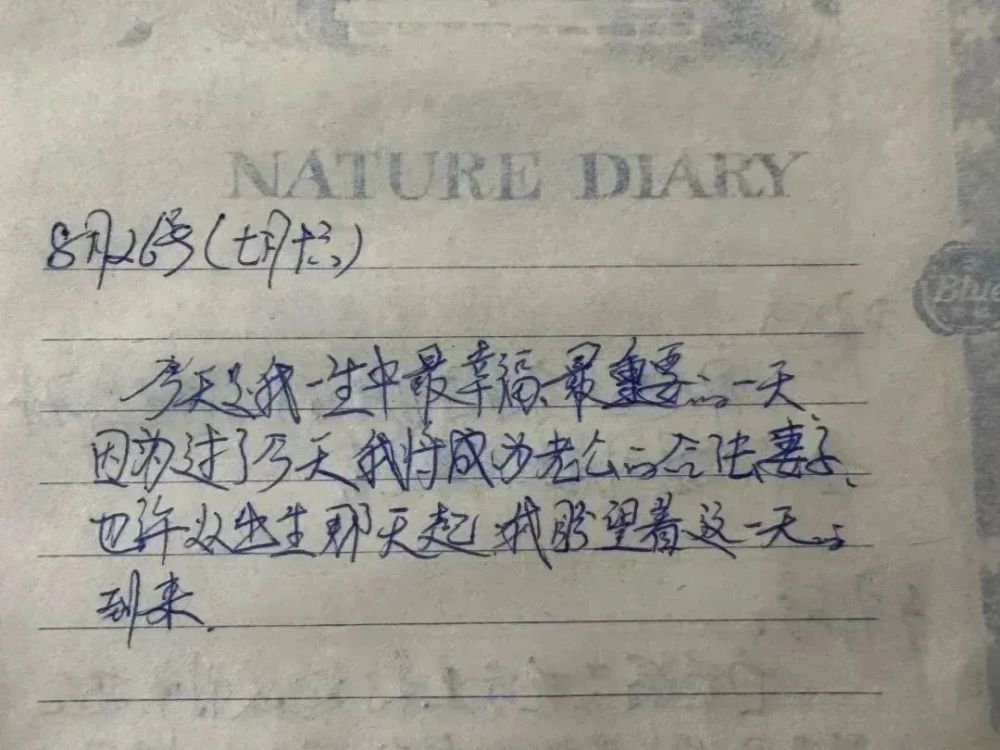 NATURE DIARY
8月26号(七月十六)
Blue
今天是我一生中最幸福、最重要的一天
因为过了今天我将成为老公的合法妻子、
也许从出生那天起,我盼望着这一天的
到来.